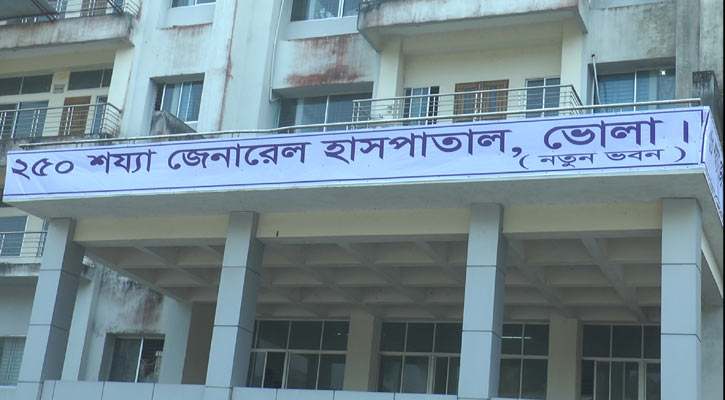 ২৫০ শয্যা জেনারেল হাসপাতাল, ভোলা।
( নতুন ভবন )